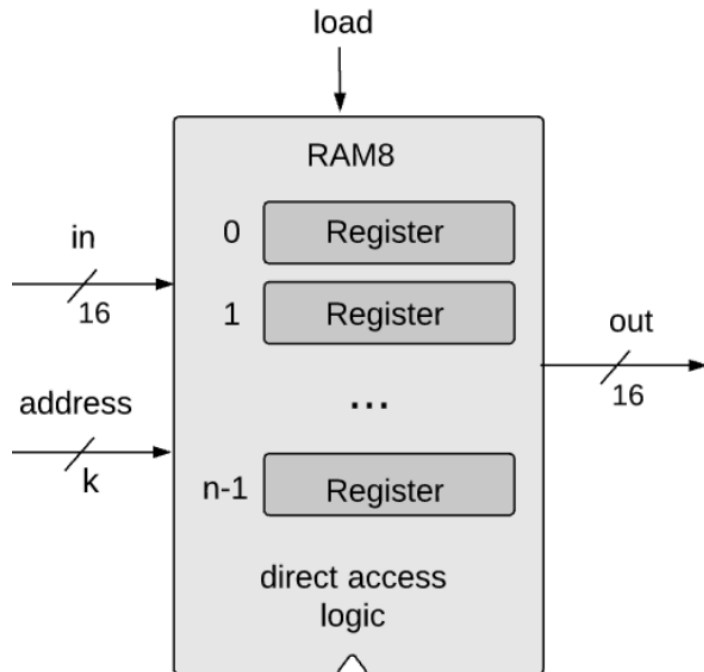 load
RAM8
in
16
0 Register
1 Register
out
16
address
k
...
n-1 Register
direct access
logic